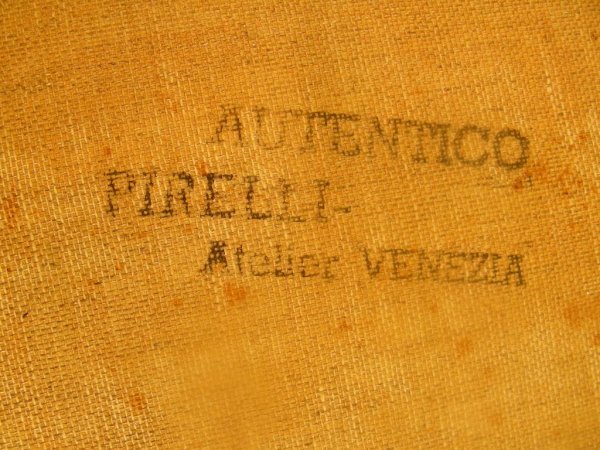 AUTENTICO
PIRELLI-
Atelier VENEZIA